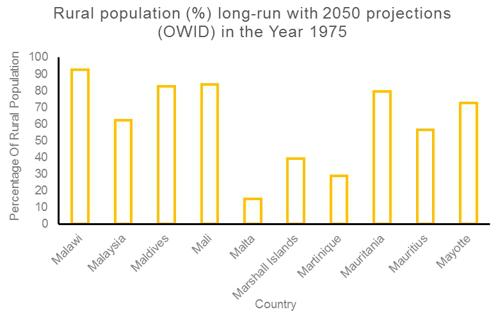 Rural population (%) long-run with 2050 projections
(OWID) in the Year 1975
Percentage Of Rural Population
100
90
80
70
60
50
40
30
20
10
0
Malawi
Malaysia
Maldives
Mali
Malta
Marshall Islands
Martinique
Mauritania
Mauritius
Mayotte
Country